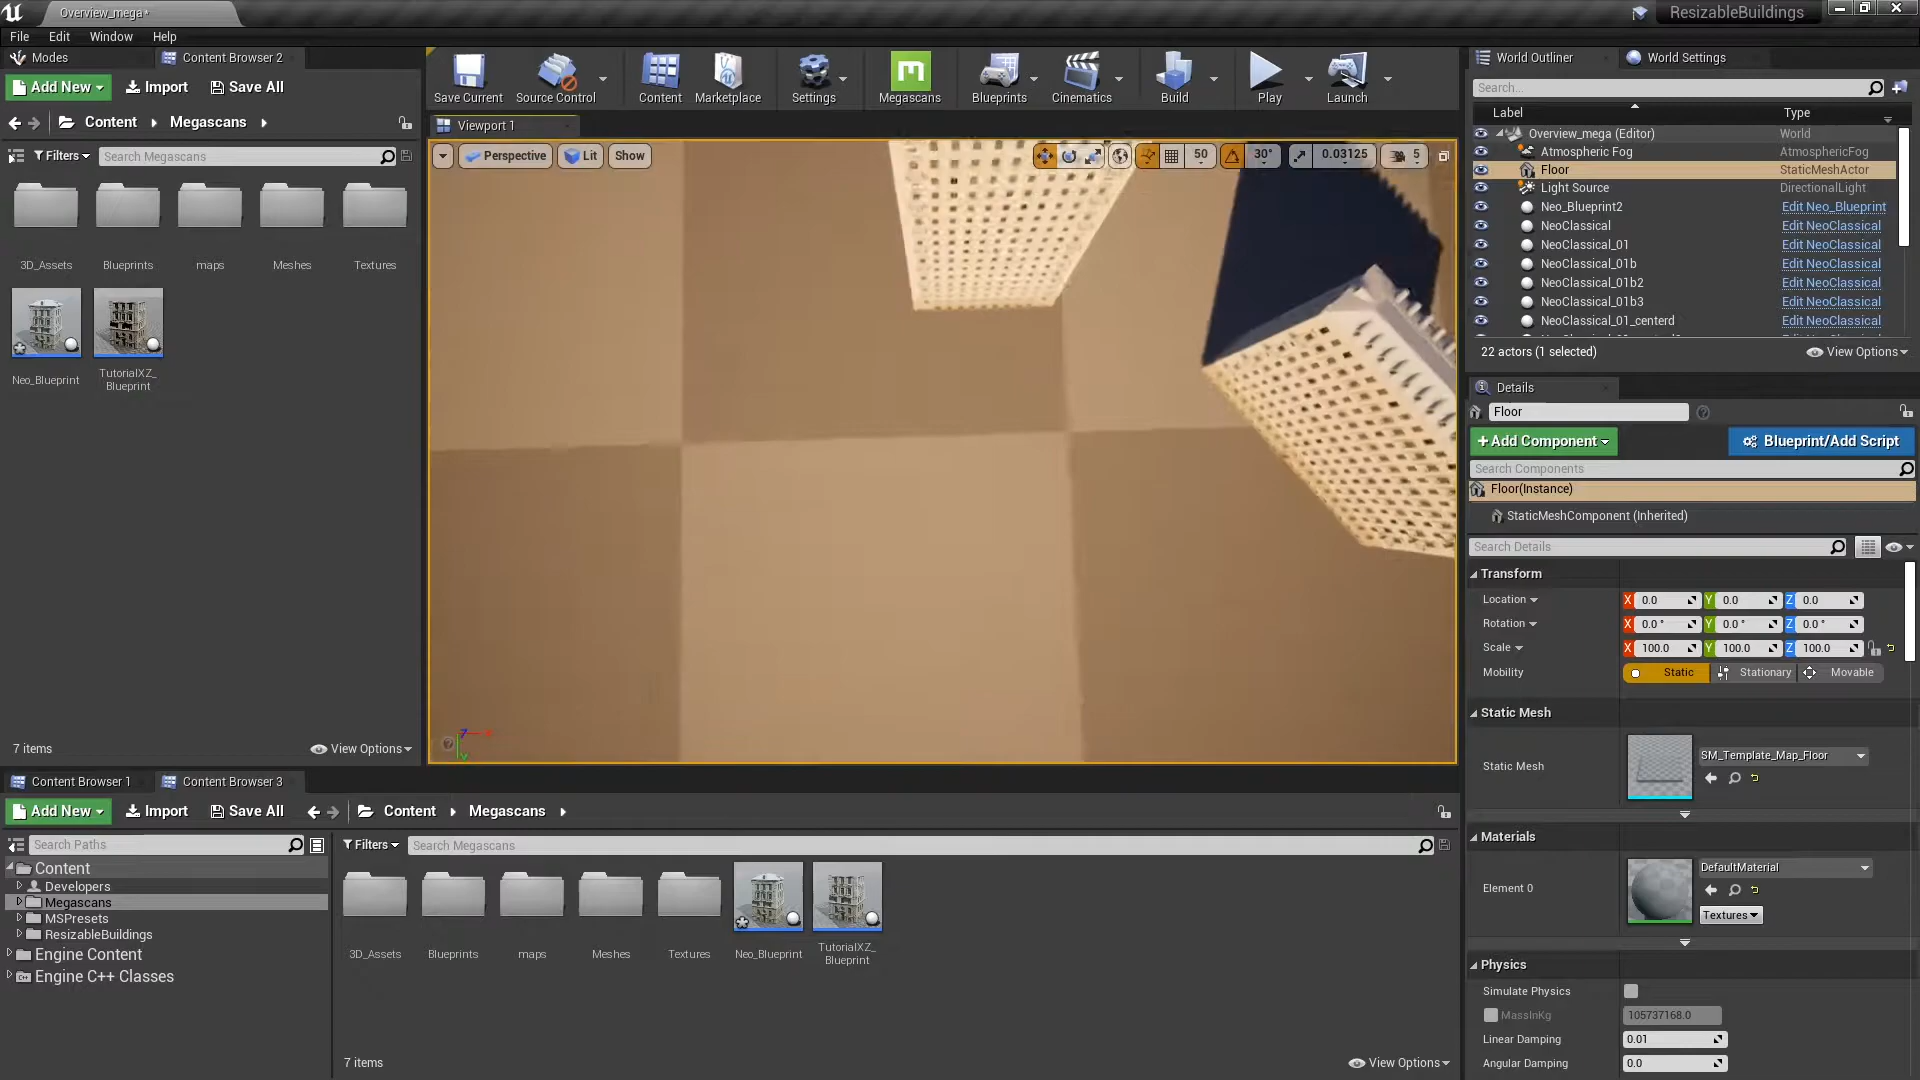 Overview_mega*
ResizableBuildings
File Edit Window Help
Modes
Content Browser 2
Add New
Import
Save All
Content
Megascans
Filters
Search Megascans
3D_Assets
Blueprints
maps
Meshes
Textures
Neo_Blueprint
TutorialXZ_
Blueprint
7 items
View Options
Save Current
Source Control
Content
Marketplace
Settings
Megascans
Blueprints
Cinematics
Build
Play
Launch
Viewport 1
Perspective
Lit
Show
50
30°
0.03125
5
World Outliner
World Settings
Search...
Label
Type
Overview_mega (Editor) World
Atmospheric Fog AtmosphericFog
Floor StaticMeshActor
Light Source DirectionalLight
Neo_Blueprint2 Edit Neo_Blueprint
NeoClassical Edit NeoClassical
NeoClassical_01 Edit NeoClassical
NeoClassical_01b Edit NeoClassical
NeoClassical_01b2 Edit NeoClassical
NeoClassical_01b3 Edit NeoClassical
NeoClassical_01_centerd Edit NeoClassical
22 actors (1 selected)
View Options
Details
Floor
+Add Component
Blueprint/Add Script
Search Components
Floor(Instance)
StaticMeshComponent (Inherited)
Search Details
Transform
Location X 0.0 Y 0.0 Z 0.0
Rotation X 0.0 ° Y 0.0 ° Z 0.0 °
Scale X 100.0 Y 100.0 Z 100.0
Mobility Static Stationary Movable
Static Mesh
Static Mesh
SM_Template_Map_Floor
Materials
Element 0
DefaultMaterial
Textures
Physics
Simulate Physics
MassInKg 105737168.0
Linear Damping 0.01
Angular Damping 0.0
Content Browser 1
Content Browser 3
Add New
Import
Save All
Content
Megascans
Search Paths
Filters
Search Megascans
Content
Developers
Megascans
MSPresets
ResizableBuildings
Engine Content
Engine C++ Classes
3D_Assets
Blueprints
maps
Meshes
Textures
Neo_Blueprint
TutorialXZ_
Blueprint
7 items
View Options